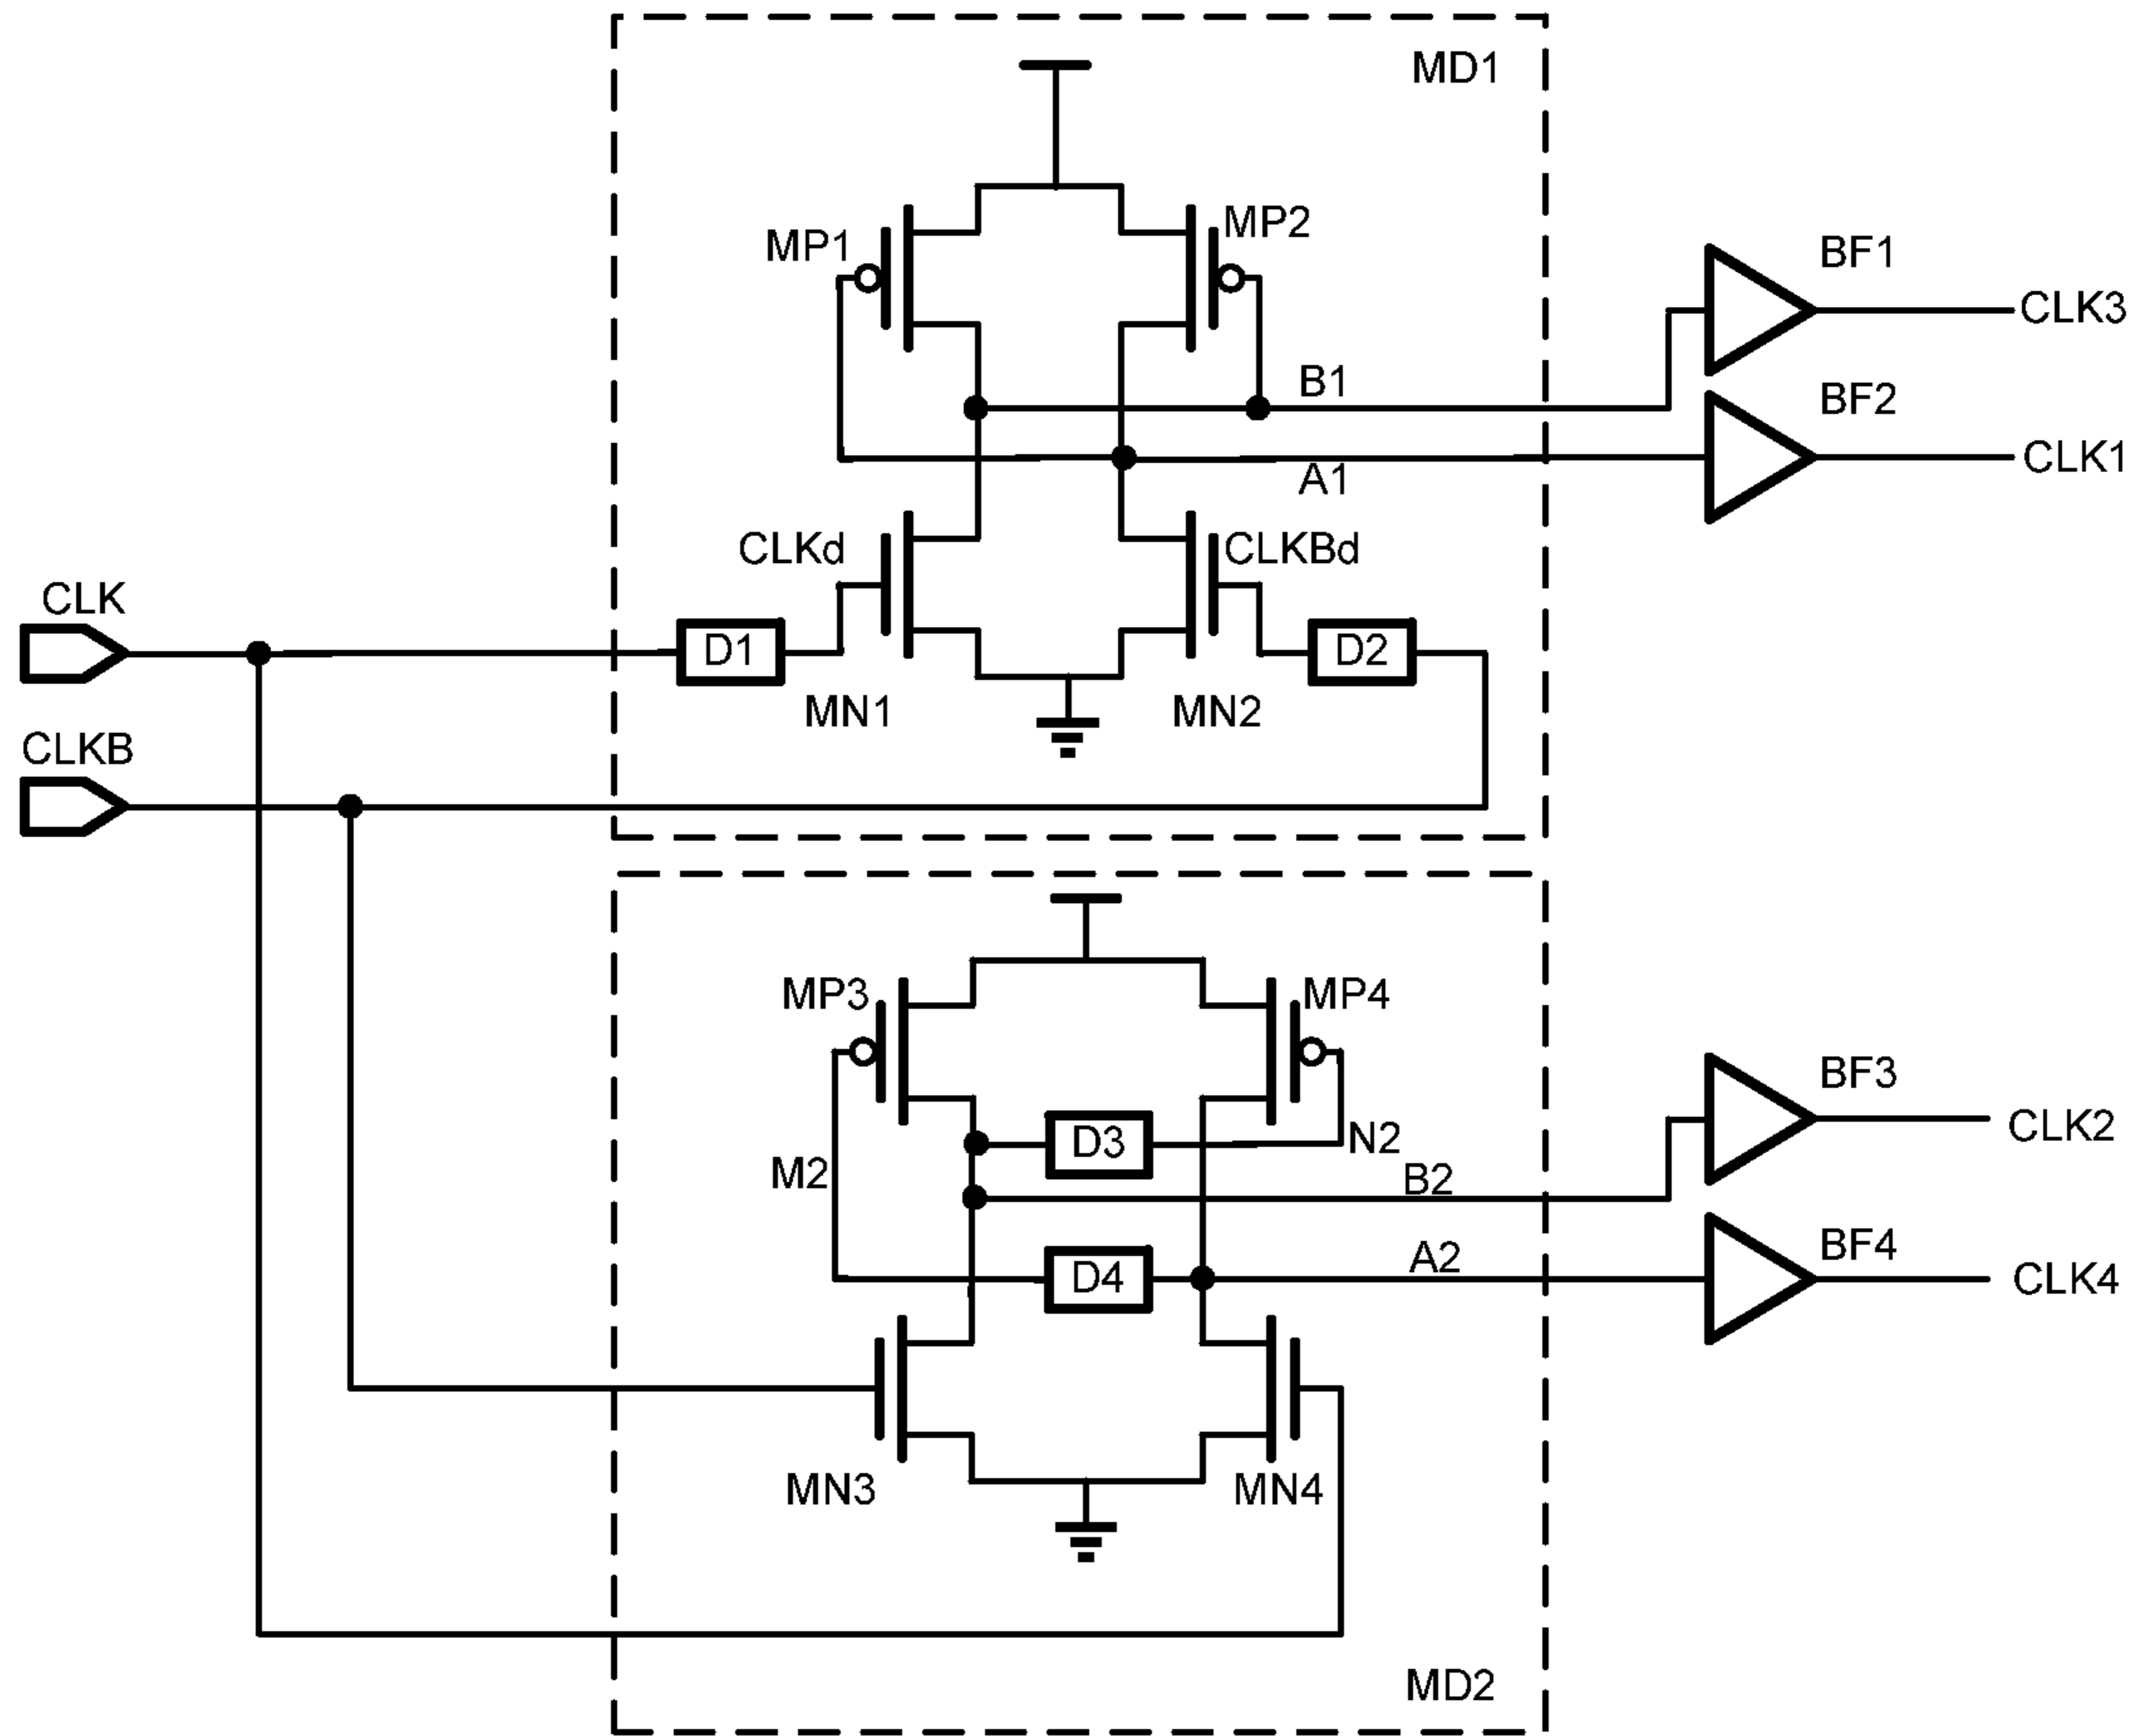 MD1
MP1
MP2
BF1
CLK3
B1
BF2
CLK1
A1
CLKd
CLKBd
CLK
D1
D2
MN1
MN2
CLKB
MP3
MP4
BF3
CLK2
D3
N2
M2
B2
BF4
A2
D4
CLK4
MN3
MN4
MD2